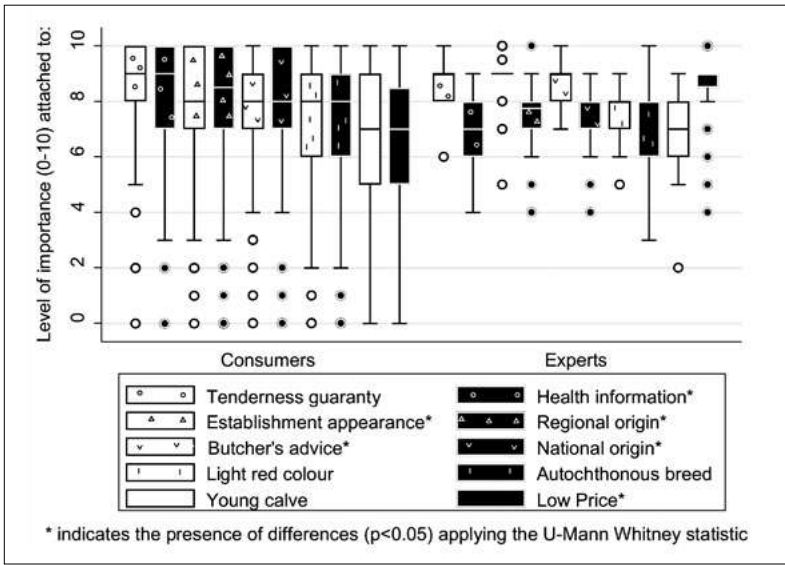 Level of importance (0-10) attached to:
10
8
6
4
2
0
Consumers Experts
Tenderness guaranty Health information*
Establishment appearance* Regional origin*
Butcher's advice* National origin*
Light red colour Autochthonous breed
Young calve Low Price*
* indicates the presence of differences (p<0.05) applying the U-Mann Whitney statistic